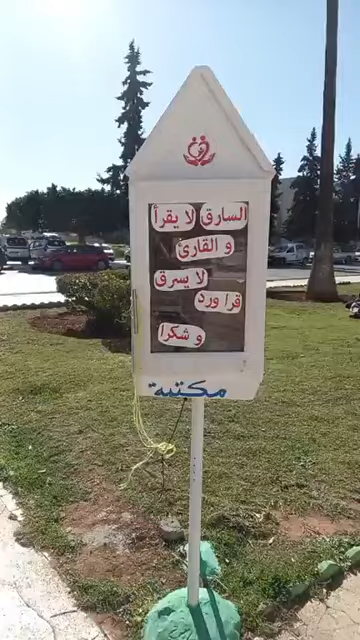 السارق لا يقرأ
و القارئ
لا يسرق
قرا ورد
و شكرا
مكتبة